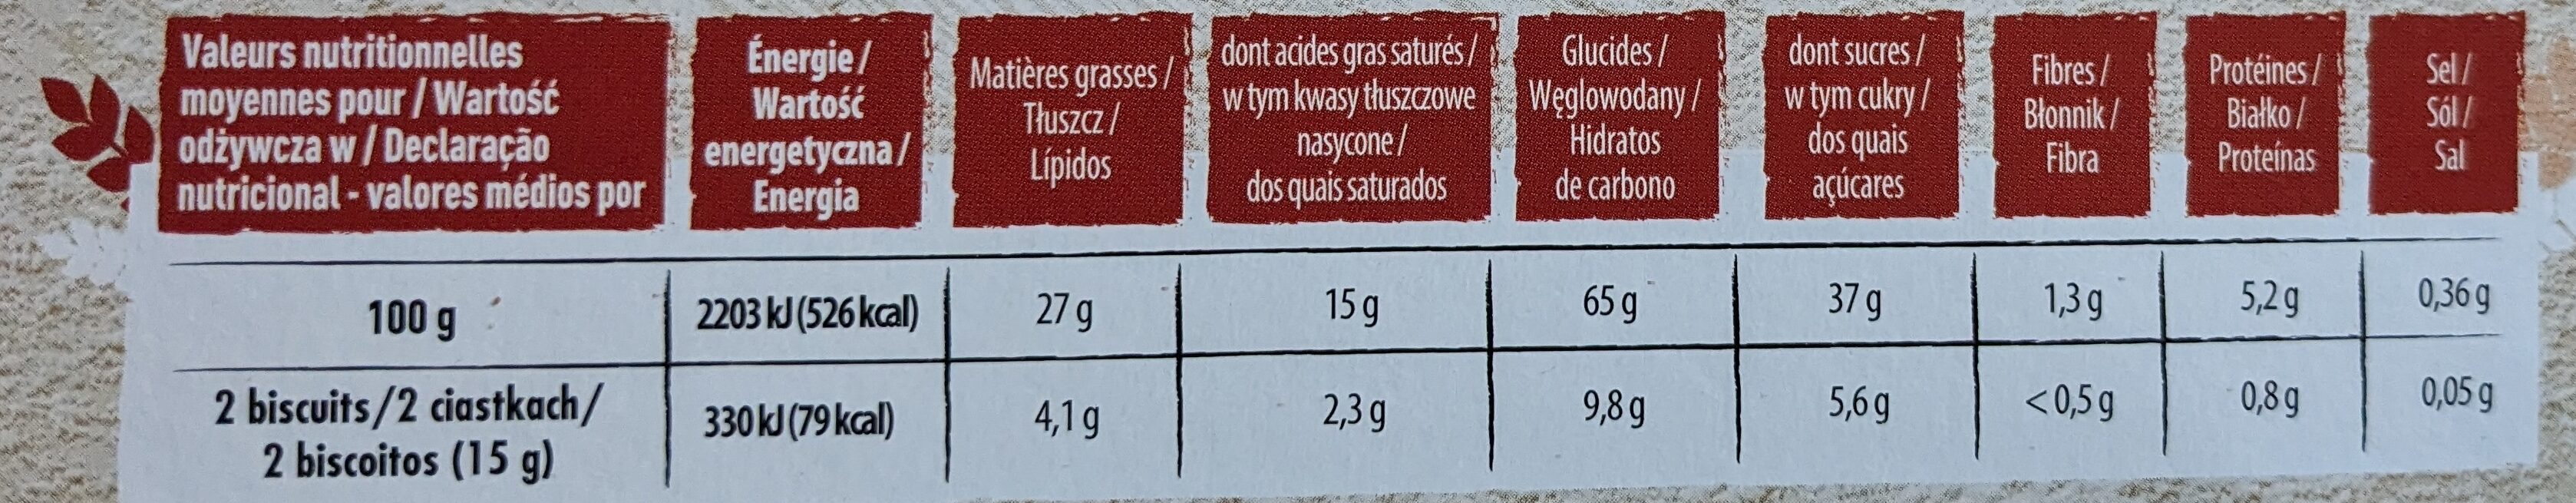 Valeurs nutritionnelles
moyennes pour / Wartość
odżywcza w / Declaração
nutricional - valores médios por
Énergie /
Wartość
energetyczna /
Energia
Matières grasses /
Tłuszcz /
Lípidos
dont acides gras saturés /
w tym kwasy tłuszczowe
nasycone /
dos quais saturados
Glucides /
Węglowodany /
Hidratos
de carbono
dont sucres /
w tym cukry /
dos quais
açúcares
Fibres /
Błonnik /
Fibra
Protéines /
Białko /
Proteínas
Sel /
Sól /
Sal
100 g 2203 kJ (526 kcal) 27 g 15 g 65 g 37 g 1,3 g 5,2 g 0,36 g
2 biscuits/2 ciastkach/
2 biscoitos (15 g)
330 kJ (79 kcal) 4,1 g 2,3 g 9,8 g 5,6 g < 0,5 g 0,8 g 0,05 g